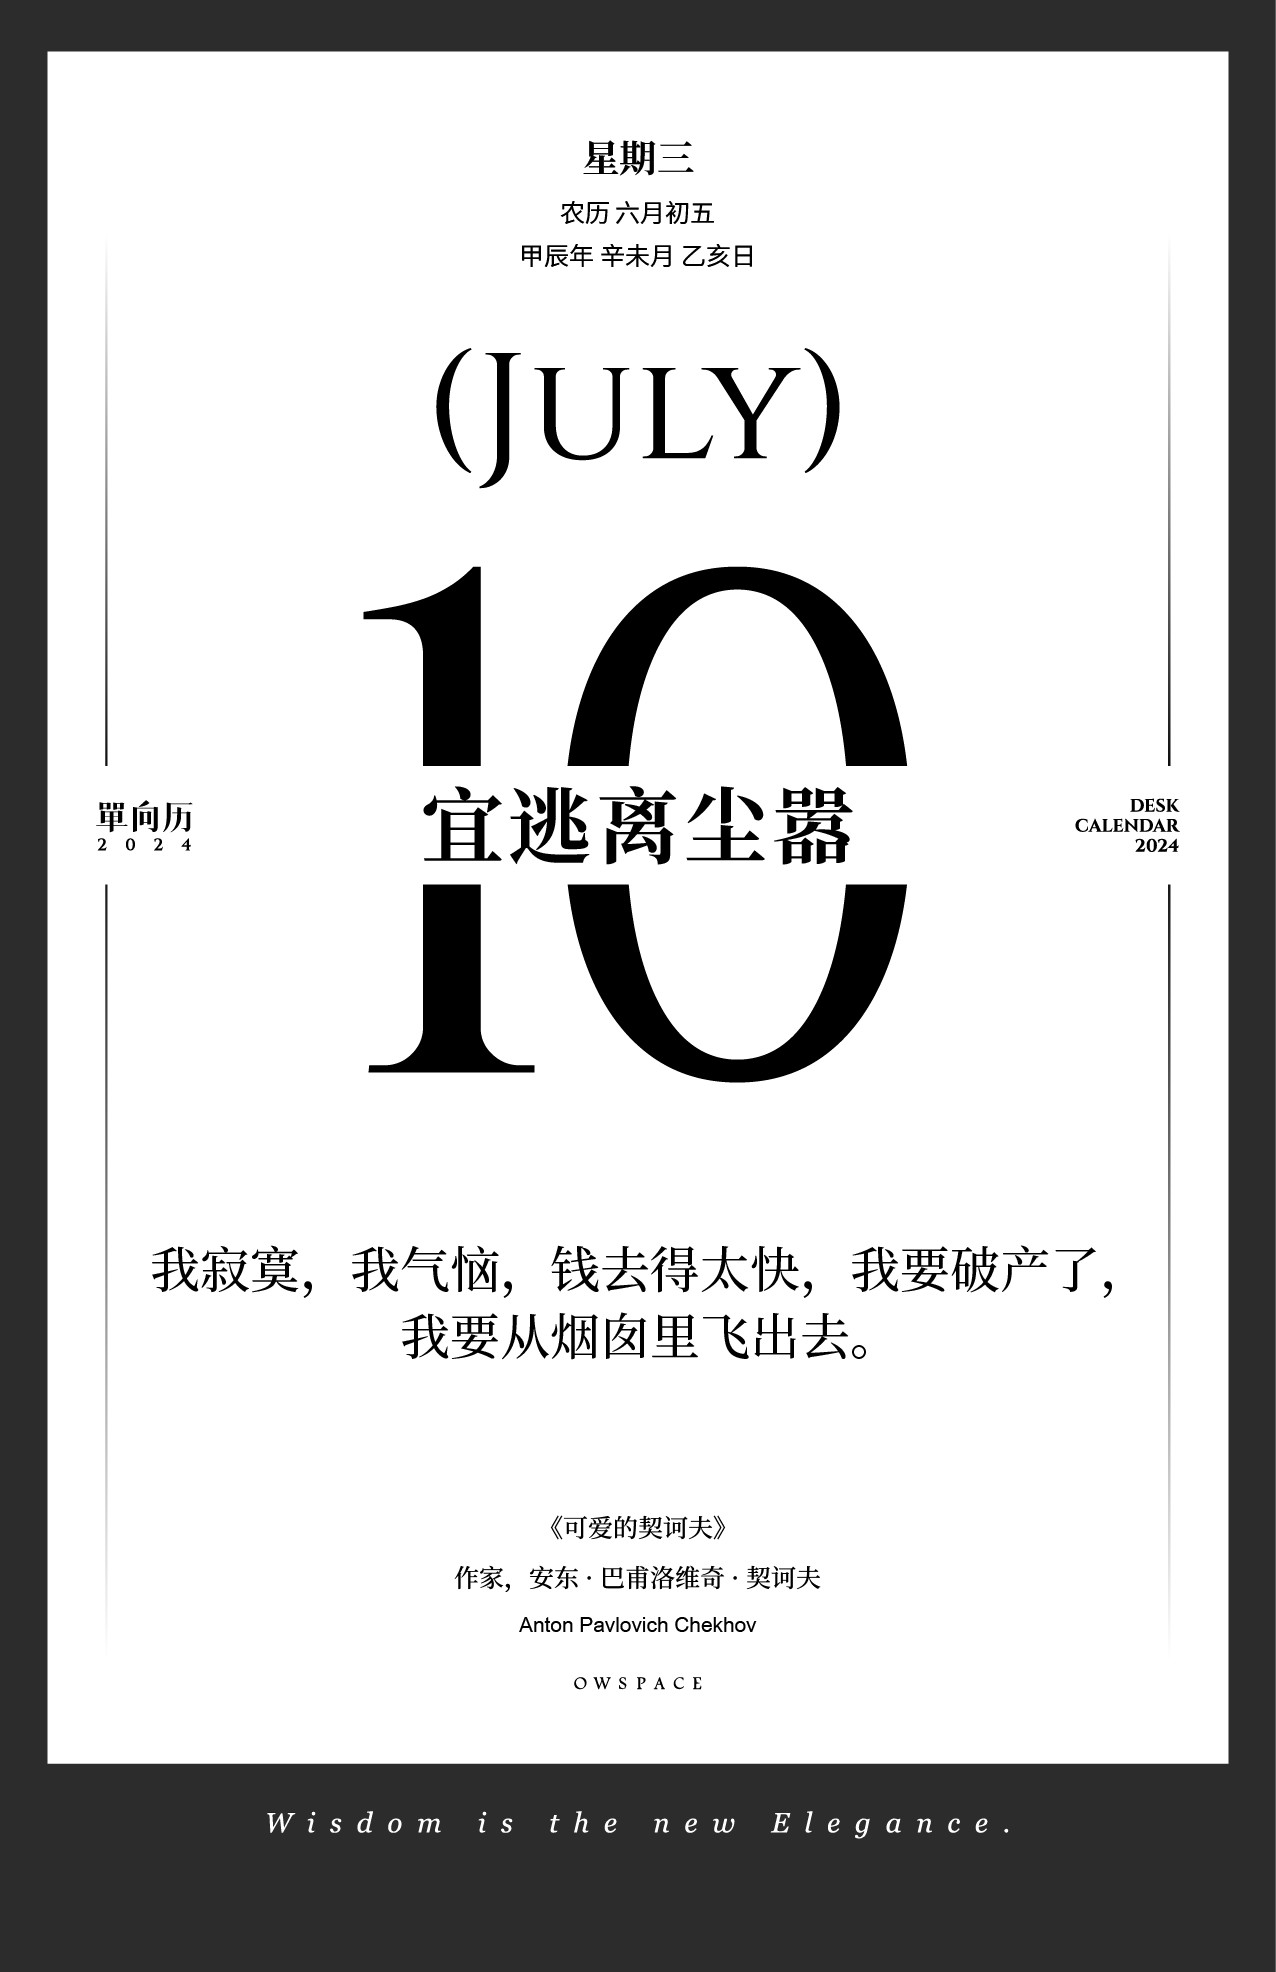 星期三
农历 六月初五
甲辰年 辛未月 乙亥日
(JULY)
10
單向历
2024
宜逃离尘嚣
DESK
CALENDAR
2024
我寂寞，我气恼，钱去得太快，我要破产了，
我要从烟囱里飞出去。
《可爱的契诃夫》
作家，安东·巴甫洛维奇·契诃夫
Anton Pavlovich Chekhov
OWSPACE
Wisdom is the new Elegance.